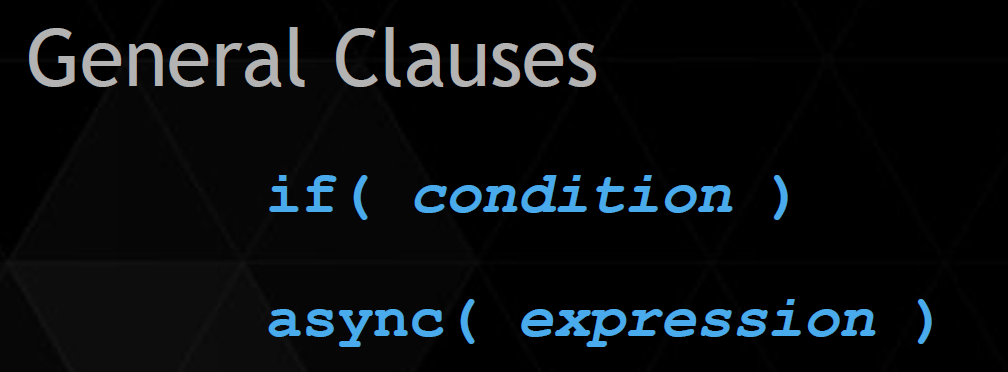 General Clauses
if( condition )
async( expression )